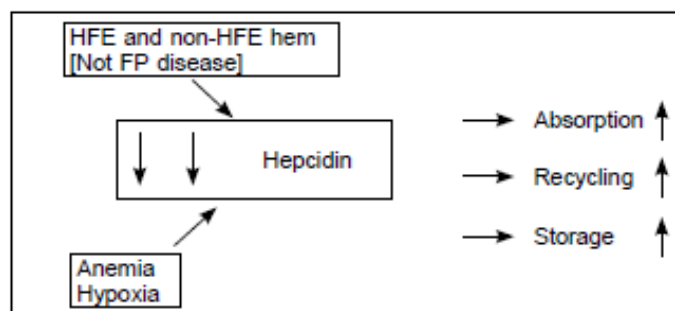 HFE and non-HFE hem
[Not FP disease]
Hepcidin
Absorption
Recycling
Storage
Anemia
Hypoxia